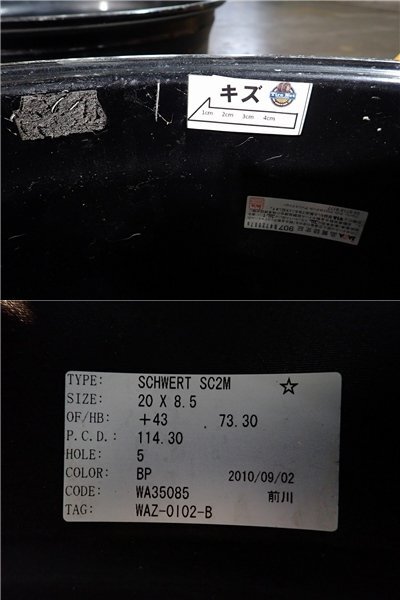 キズ
1cm 2cm 3cm 4cm
TYPE: SCHWERT SC2M ☆
SIZE: 20 X 8.5
OF/HB: +43 . 73.30
P.C.D.: 114.30
HOLE: 5
COLOR: BP 2010/09/02
CODE: WA35085 前川
TAG: WAZ-0102-B